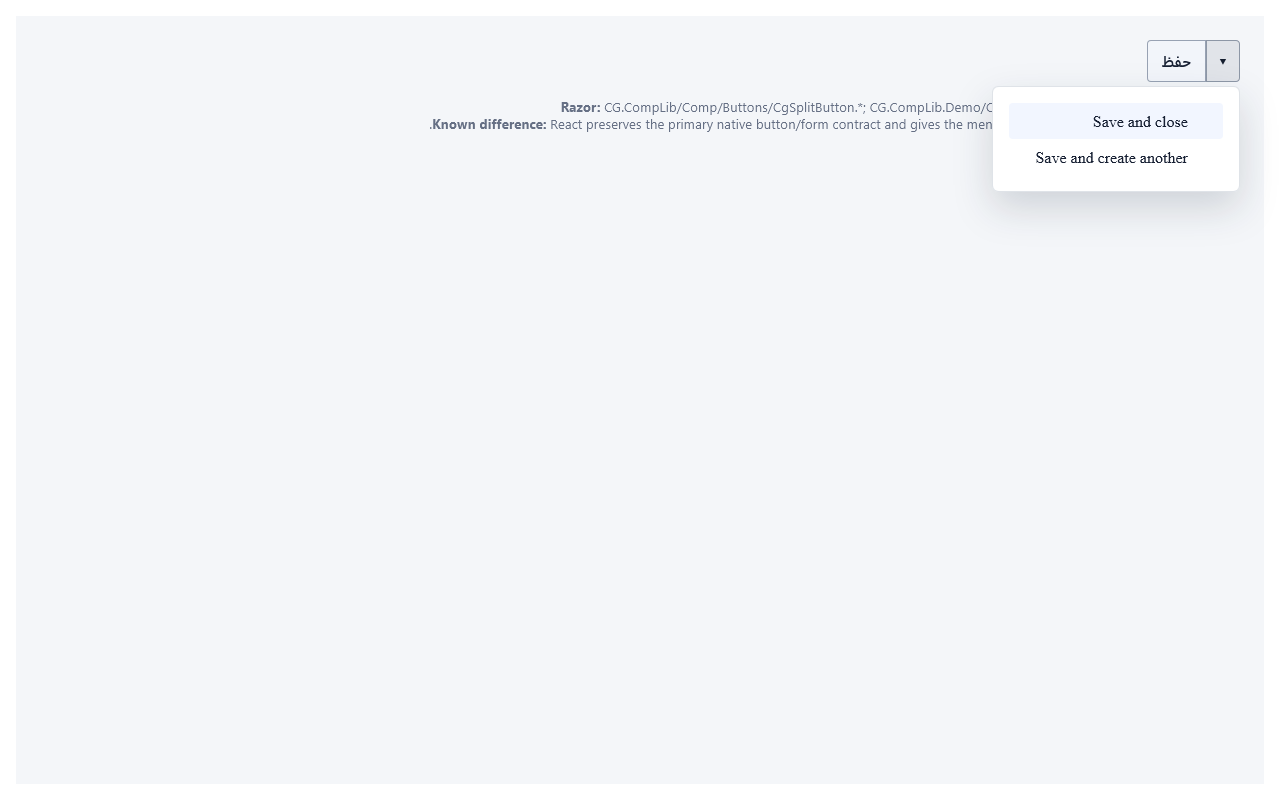 حفظ ▼
Razor: CG.CompLib/Comp/Buttons/CgSplitButton.*; CG.CompLib.Demo/
.Known difference: React preserves the primary native button/form contract and gives the
Save and close
Save and create another